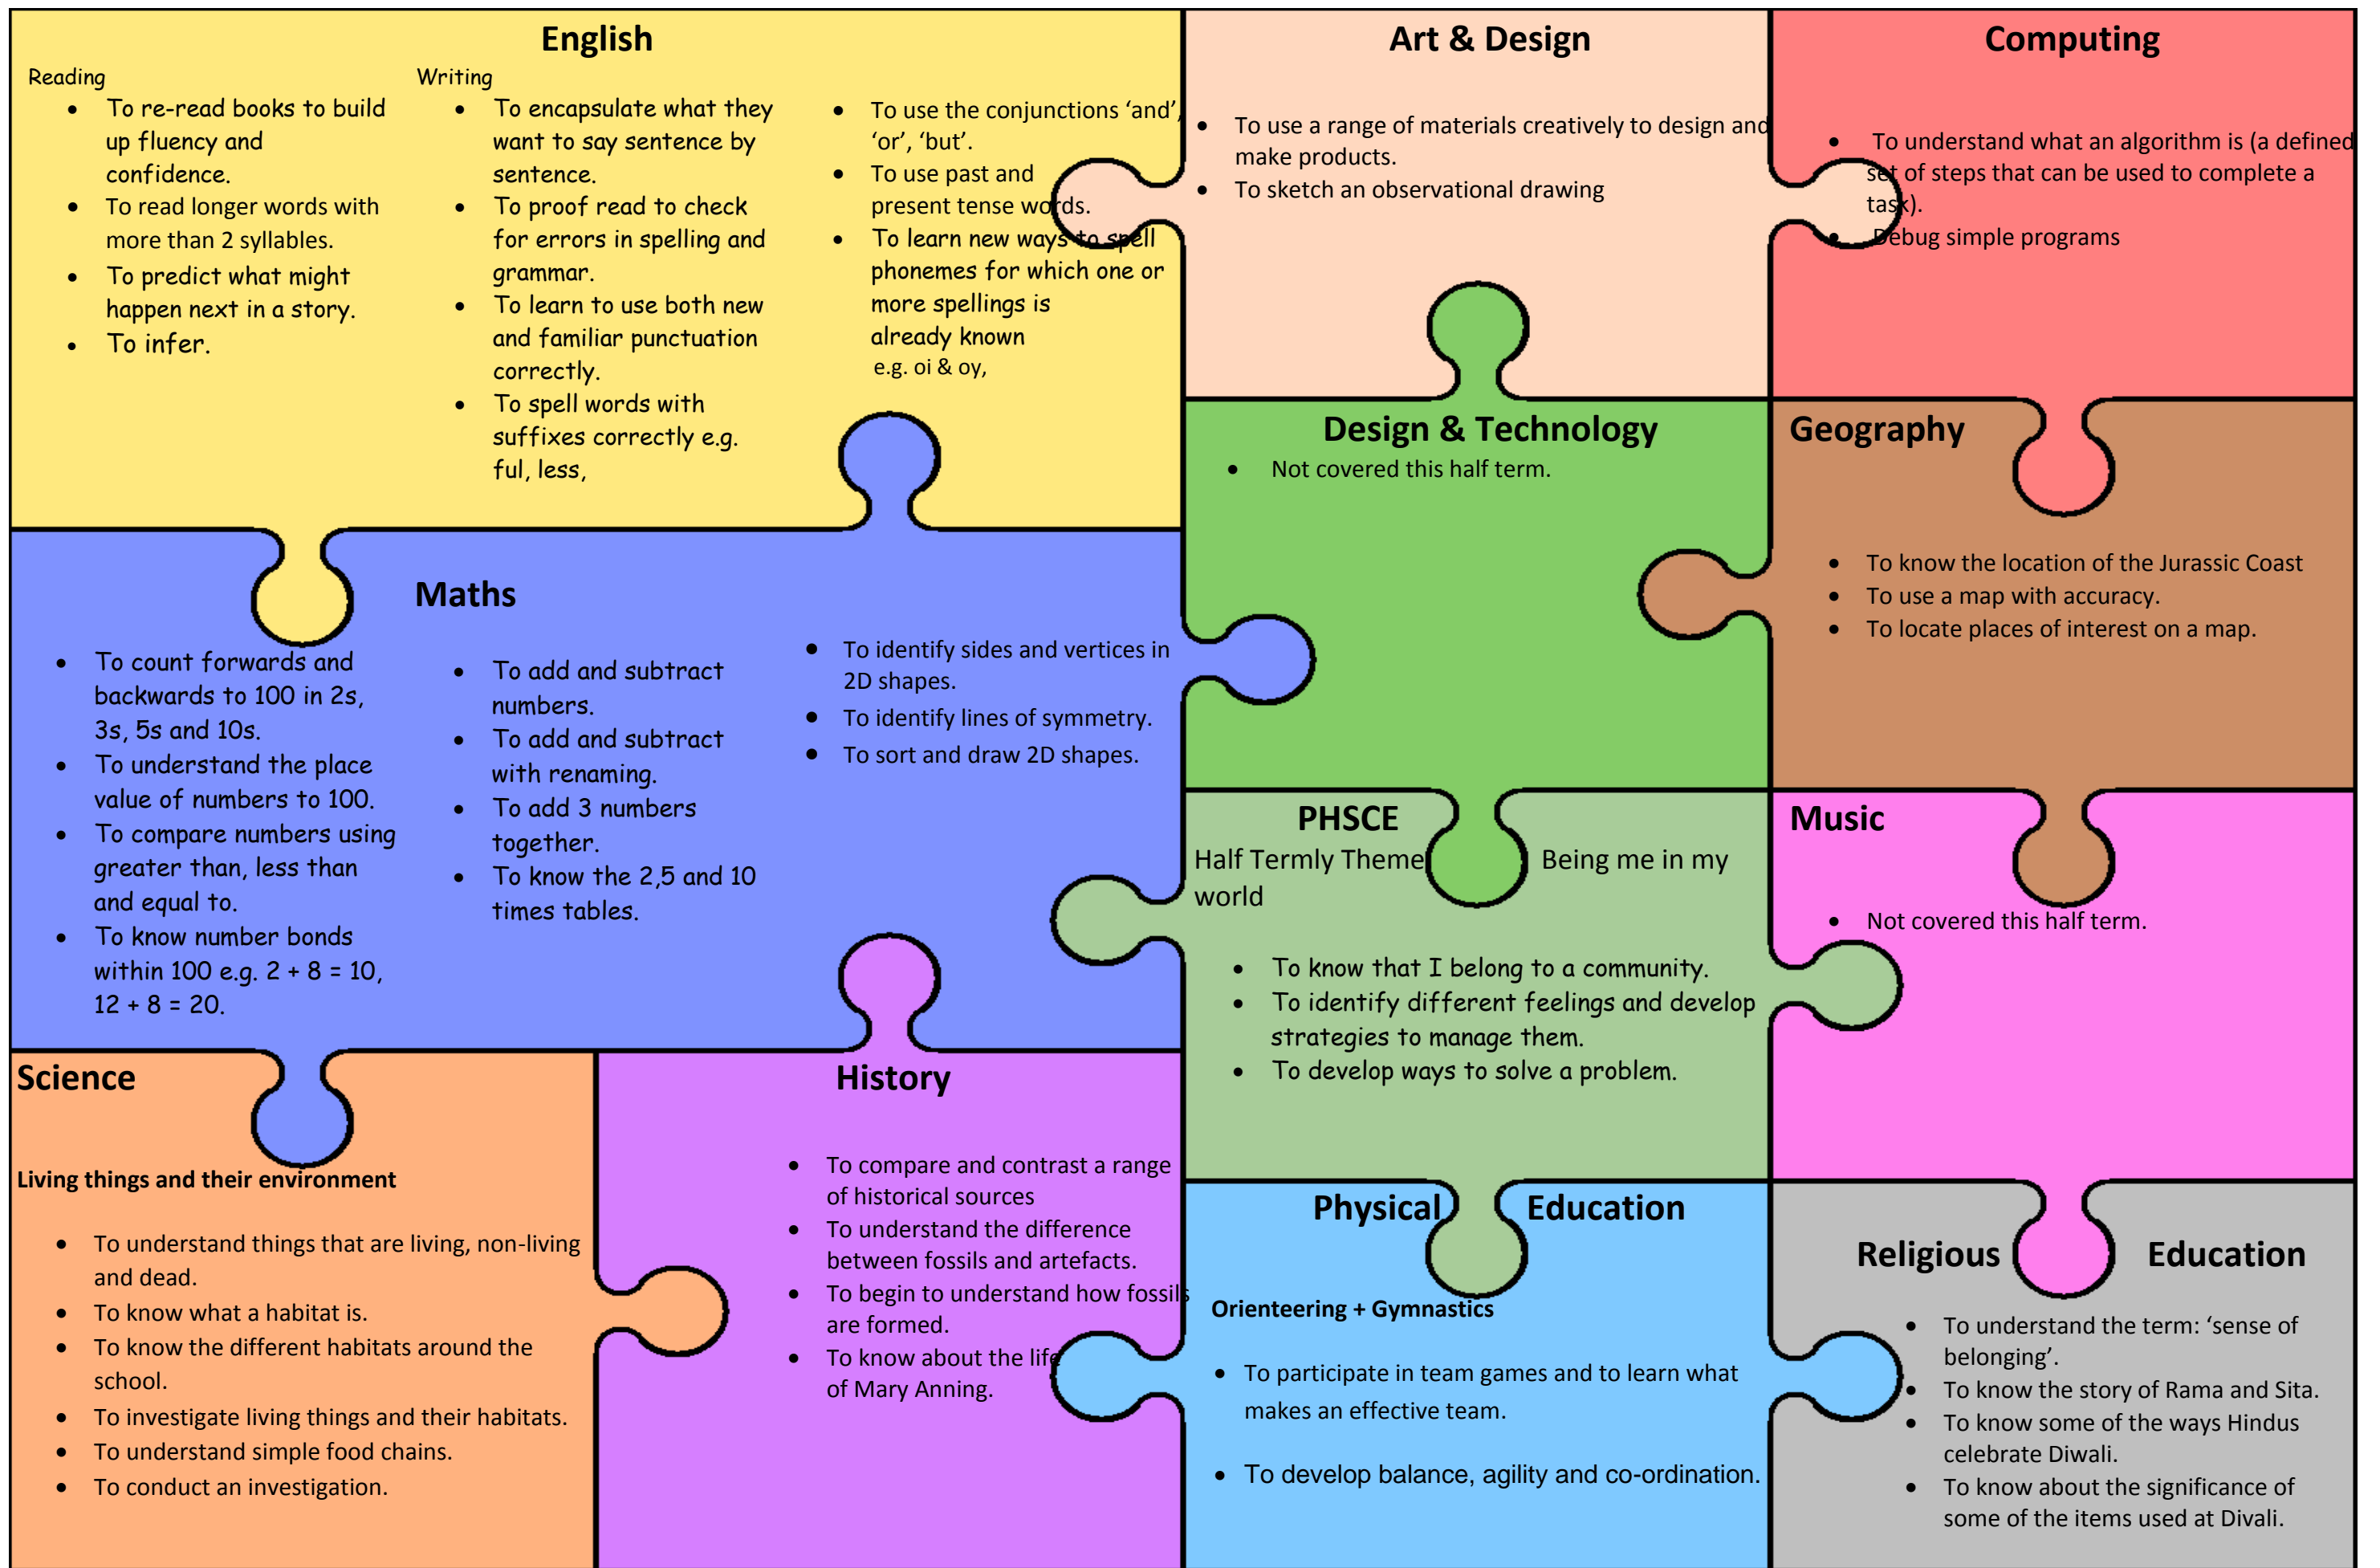 English
Reading
• To re-read books to build
up fluency and
confidence.
• To read longer words with
more than 2 syllables.
• To predict what might
happen next in a story.
• To infer.
Writing
• To encapsulate what they
want to say sentence by
sentence.
• To proof read to check
for errors in spelling and
grammar.
• To learn to use both new
and familiar punctuation
correctly.
• To spell words with
suffixes correctly e.g.
ful, less,
• To use the conjunctions ‘and’,
‘or’, ‘but’.
• To use past and
present tense words.
• To learn new ways to spell
phonemes for which one or
more spellings is
already known
e.g. oi & oy,
Art & Design
• To use a range of materials creatively to design and
make products.
• To sketch an observational drawing
Computing
• To understand what an algorithm is (a defined
set of steps that can be used to complete a
task).
• Debug simple programs
Design & Technology
• Not covered this half term.
Geography
• To know the location of the Jurassic Coast
• To use a map with accuracy.
• To locate places of interest on a map.
Maths
• To count forwards and
backwards to 100 in 2s,
3s, 5s and 10s.
• To understand the place
value of numbers to 100.
• To compare numbers using
greater than, less than
and equal to.
• To know number bonds
within 100 e.g. 2 + 8 = 10,
12 + 8 = 20.
• To add and subtract
numbers.
• To add and subtract
with renaming.
• To add 3 numbers
together.
• To know the 2,5 and 10
times tables.
• To identify sides and vertices in
2D shapes.
• To identify lines of symmetry.
• To sort and draw 2D shapes.
PHSCE
Half Termly Theme Being me in my
world
• To know that I belong to a community.
• To identify different feelings and develop
strategies to manage them.
• To develop ways to solve a problem.
Music
• Not covered this half term.
Science
Living things and their environment
• To understand things that are living, non-living
and dead.
• To know what a habitat is.
• To know the different habitats around the
school.
• To investigate living things and their habitats.
• To understand simple food chains.
• To conduct an investigation.
History
• To compare and contrast a range
of historical sources
• To understand the difference
between fossils and artefacts.
• To begin to understand how fossils
are formed.
• To know about the life
of Mary Anning.
Physical Education
Orienteering + Gymnastics
• To participate in team games and to learn what
makes an effective team.
• To develop balance, agility and co-ordination.
Religious Education
• To understand the term: ‘sense of
belonging’.
• To know the story of Rama and Sita.
• To know some of the ways Hindus
celebrate Diwali.
• To know about the significance of
some of the items used at Divali.